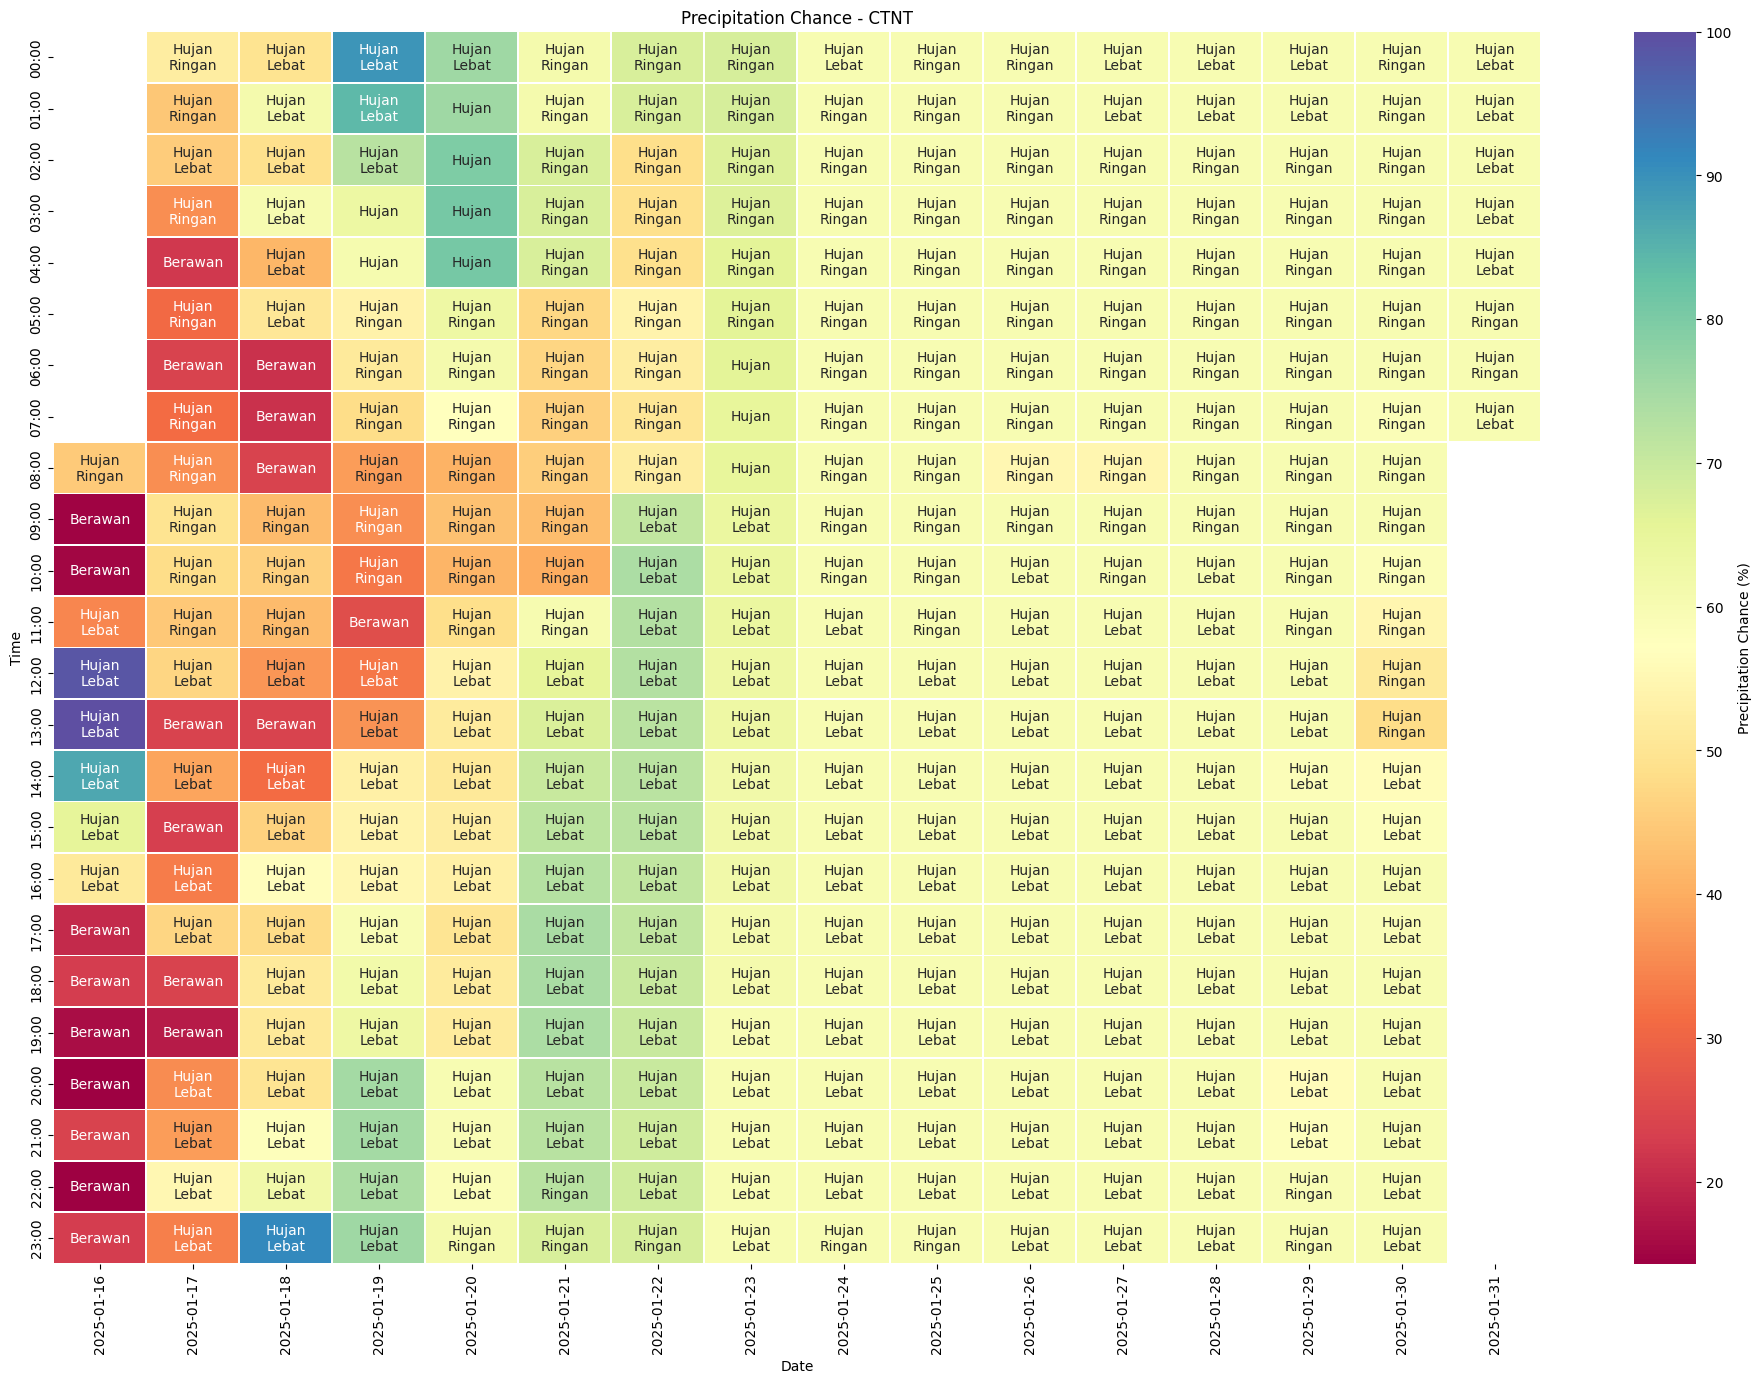 Precipitation Chance - CTNT
00:00 Hujan Ringan Hujan Lebat Hujan Lebat Hujan Lebat Hujan Ringan Hujan Ringan Hujan Ringan Hujan Lebat Hujan Ringan Hujan Ringan Hujan Lebat Hujan Ringan Hujan Lebat Hujan Ringan Hujan Lebat
01:00 Hujan Ringan Hujan Lebat Hujan Lebat Hujan Hujan Ringan Hujan Ringan Hujan Ringan Hujan Ringan Hujan Ringan Hujan Ringan Hujan Lebat Hujan Lebat Hujan Lebat Hujan Ringan Hujan Lebat
02:00 Hujan Lebat Hujan Lebat Hujan Lebat Hujan Hujan Ringan Hujan Ringan Hujan Ringan Hujan Ringan Hujan Ringan Hujan Ringan Hujan Ringan Hujan Ringan Hujan Ringan Hujan Ringan Hujan Lebat
03:00 Hujan Ringan Hujan Lebat Hujan Hujan Hujan Ringan Hujan Ringan Hujan Ringan Hujan Ringan Hujan Ringan Hujan Ringan Hujan Ringan Hujan Ringan Hujan Ringan Hujan Ringan Hujan Lebat
04:00 Berawan Hujan Lebat Hujan Hujan Hujan Ringan Hujan Ringan Hujan Ringan Hujan Ringan Hujan Ringan Hujan Ringan Hujan Ringan Hujan Ringan Hujan Ringan Hujan Ringan Hujan Lebat
05:00 Hujan Ringan Hujan Lebat Hujan Ringan Hujan Ringan Hujan Ringan Hujan Ringan Hujan Ringan Hujan Ringan Hujan Ringan Hujan Ringan Hujan Ringan Hujan Ringan Hujan Ringan Hujan Ringan Hujan Ringan
06:00 Berawan Berawan Hujan Ringan Hujan Ringan Hujan Ringan Hujan Ringan Hujan Hujan Ringan Hujan Ringan Hujan Ringan Hujan Ringan Hujan Ringan Hujan Ringan Hujan Ringan Hujan Ringan
07:00 Hujan Ringan Berawan Hujan Ringan Hujan Ringan Hujan Ringan Hujan Ringan Hujan Hujan Ringan Hujan Ringan Hujan Ringan Hujan Ringan Hujan Ringan Hujan Ringan Hujan Ringan Hujan Lebat
08:00 Hujan Ringan Hujan Ringan Berawan Hujan Ringan Hujan Ringan Hujan Ringan Hujan Ringan Hujan Hujan Ringan Hujan Ringan Hujan Ringan Hujan Ringan Hujan Ringan Hujan Ringan Hujan Ringan
09:00 Berawan Hujan Ringan Hujan Ringan Hujan Ringan Hujan Ringan Hujan Ringan Hujan Lebat Hujan Lebat Hujan Ringan Hujan Ringan Hujan Ringan Hujan Ringan Hujan Ringan Hujan Ringan Hujan Ringan
10:00 Berawan Hujan Ringan Hujan Ringan Hujan Ringan Hujan Ringan Hujan Ringan Hujan Lebat Hujan Lebat Hujan Ringan Hujan Ringan Hujan Lebat Hujan Ringan Hujan Lebat Hujan Ringan Hujan Ringan
11:00 Hujan Lebat Hujan Ringan Hujan Ringan Berawan Hujan Ringan Hujan Ringan Hujan Lebat Hujan Lebat Hujan Lebat Hujan Ringan Hujan Lebat Hujan Lebat Hujan Lebat Hujan Ringan Hujan Ringan
12:00 Hujan Lebat Hujan Lebat Hujan Lebat Hujan Lebat Hujan Lebat Hujan Lebat Hujan Lebat Hujan Lebat Hujan Lebat Hujan Lebat Hujan Lebat Hujan Lebat Hujan Lebat Hujan Lebat Hujan Ringan
13:00 Hujan Lebat Berawan Berawan Hujan Lebat Hujan Lebat Hujan Lebat Hujan Lebat Hujan Lebat Hujan Lebat Hujan Lebat Hujan Lebat Hujan Lebat Hujan Lebat Hujan Lebat Hujan Ringan
14:00 Hujan Lebat Hujan Lebat Hujan Lebat Hujan Lebat Hujan Lebat Hujan Lebat Hujan Lebat Hujan Lebat Hujan Lebat Hujan Lebat Hujan Lebat Hujan Lebat Hujan Lebat Hujan Lebat Hujan Lebat
15:00 Hujan Lebat Berawan Hujan Lebat Hujan Lebat Hujan Lebat Hujan Lebat Hujan Lebat Hujan Lebat Hujan Lebat Hujan Lebat Hujan Lebat Hujan Lebat Hujan Lebat Hujan Lebat Hujan Lebat
16:00 Hujan Lebat Hujan Lebat Hujan Lebat Hujan Lebat Hujan Lebat Hujan Lebat Hujan Lebat Hujan Lebat Hujan Lebat Hujan Lebat Hujan Lebat Hujan Lebat Hujan Lebat Hujan Lebat Hujan Lebat
17:00 Berawan Hujan Lebat Hujan Lebat Hujan Lebat Hujan Lebat Hujan Lebat Hujan Lebat Hujan Lebat Hujan Lebat Hujan Lebat Hujan Lebat Hujan Lebat Hujan Lebat Hujan Lebat Hujan Lebat
18:00 Berawan Berawan Hujan Lebat Hujan Lebat Hujan Lebat Hujan Lebat Hujan Lebat Hujan Lebat Hujan Lebat Hujan Lebat Hujan Lebat Hujan Lebat Hujan Lebat Hujan Lebat Hujan Lebat
19:00 Berawan Berawan Hujan Lebat Hujan Lebat Hujan Lebat Hujan Lebat Hujan Lebat Hujan Lebat Hujan Lebat Hujan Lebat Hujan Lebat Hujan Lebat Hujan Lebat Hujan Lebat Hujan Lebat
20:00 Berawan Hujan Lebat Hujan Lebat Hujan Lebat Hujan Lebat Hujan Lebat Hujan Lebat Hujan Lebat Hujan Lebat Hujan Lebat Hujan Lebat Hujan Lebat Hujan Lebat Hujan Lebat Hujan Lebat
21:00 Berawan Hujan Lebat Hujan Lebat Hujan Lebat Hujan Lebat Hujan Lebat Hujan Lebat Hujan Lebat Hujan Lebat Hujan Lebat Hujan Lebat Hujan Lebat Hujan Lebat Hujan Lebat Hujan Lebat
22:00 Berawan Hujan Lebat Hujan Lebat Hujan Lebat Hujan Lebat Hujan Ringan Hujan Lebat Hujan Lebat Hujan Lebat Hujan Lebat Hujan Lebat Hujan Lebat Hujan Lebat Hujan Ringan Hujan Lebat
23:00 Berawan Hujan Lebat Hujan Lebat Hujan Lebat Hujan Ringan Hujan Ringan Hujan Ringan Hujan Lebat Hujan Ringan Hujan Ringan Hujan Lebat Hujan Lebat Hujan Lebat Hujan Ringan Hujan Lebat
Time
2025-01-16 2025-01-17 2025-01-18 2025-01-19 2025-01-20 2025-01-21 2025-01-22 2025-01-23 2025-01-24 2025-01-25 2025-01-26 2025-01-27 2025-01-28 2025-01-29 2025-01-30 2025-01-31
Date
100
90
80
70
60
50
40
30
20
Precipitation Chance (%)